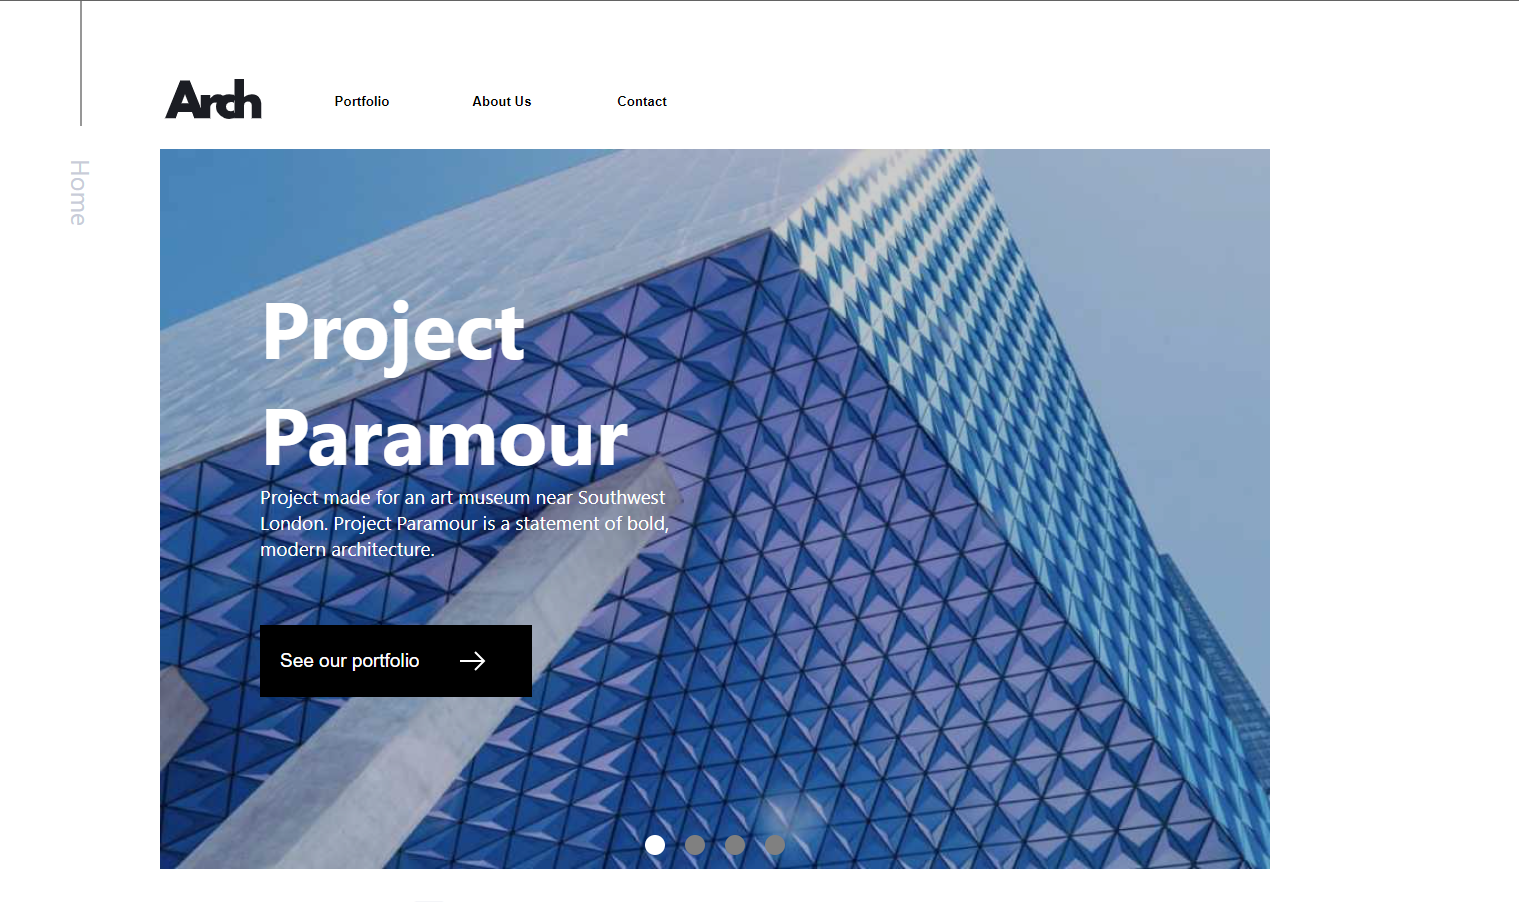 Arch
Portfolio
About Us
Contact
Home
Project
Paramour
Project made for an art museum near Southwest
London. Project Paramour is a statement of bold,
modern architecture.
See our portfolio